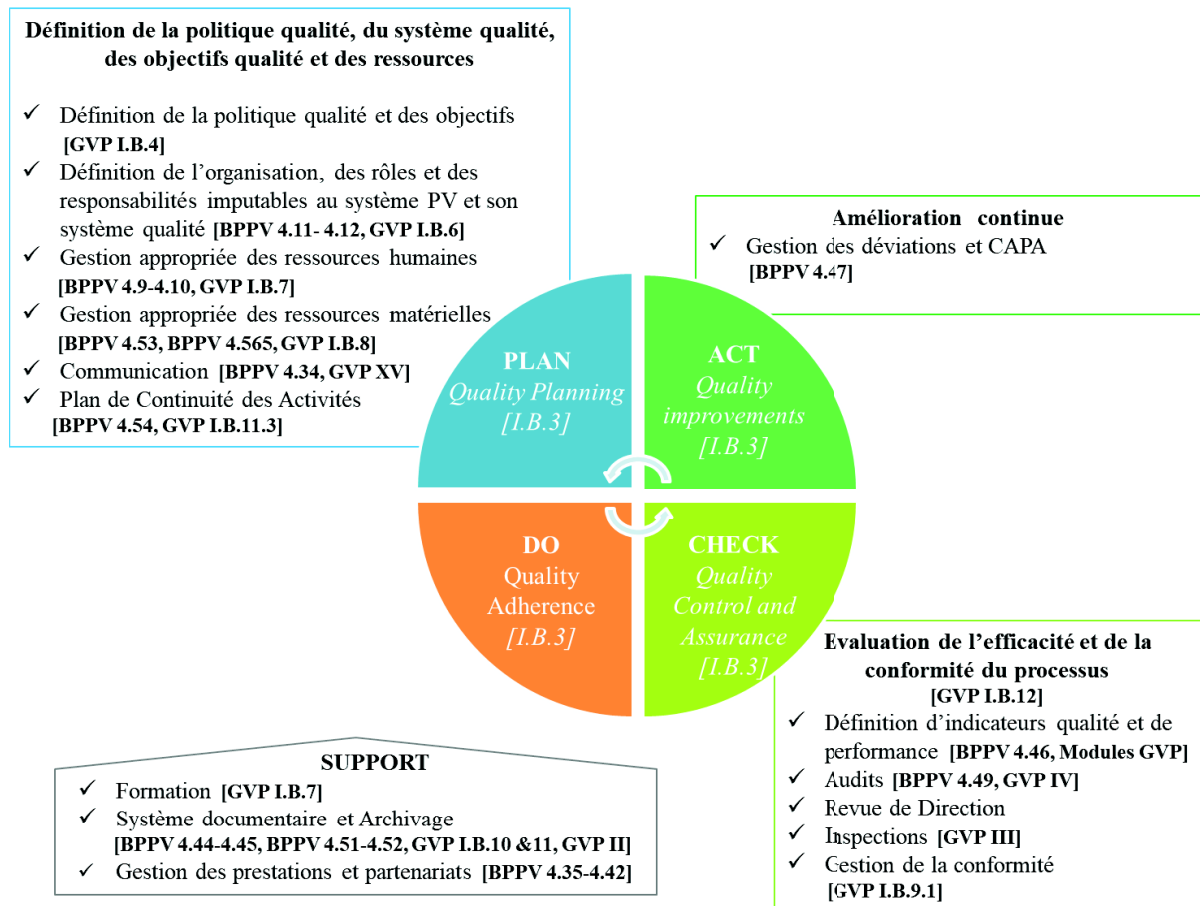 Définition de la politique qualité, du système qualité,
des objectifs qualité et des ressources
✓ Définition de la politique qualité et des objectifs
[GVP I.B.4]
✓ Définition de l’organisation, des rôles et des
responsabilités imputables au système PV et son
système qualité [BPPV 4.11- 4.12, GVP I.B.6]
✓ Gestion appropriée des ressources humaines
[BPPV 4.9-4.10, GVP I.B.7]
✓ Gestion appropriée des ressources matérielles
[BPPV 4.53, BPPV 4.565, GVP I.B.8]
✓ Communication [BPPV 4.34, GVP XV]
✓ Plan de Continuité des Activités
[BPPV 4.54, GVP I.B.11.3]
Amélioration continue
✓ Gestion des déviations et CAPA
[BPPV 4.47]
PLAN
Quality Planning
[I.B.3]
ACT
Quality
improvements
[I.B.3]
DO
Quality
Adherence
[I.B.3]
CHECK
Quality
Control and
Assurance
[I.B.3]
Evaluation de l’efficacité et de la
conformité du processus
[GVP I.B.12]
✓ Définition d’indicateurs qualité et de
performance [BPPV 4.46, Modules GVP]
✓ Audits [BPPV 4.49, GVP IV]
✓ Revue de Direction
✓ Inspections [GVP III]
✓ Gestion de la conformité
[GVP I.B.9.1]
SUPPORT
✓ Formation [GVP I.B.7]
✓ Système documentaire et Archivage
[BPPV 4.44-4.45, BPPV 4.51-4.52, GVP I.B.10 &11, GVP II]
✓ Gestion des prestations et partenariats [BPPV 4.35-4.42]